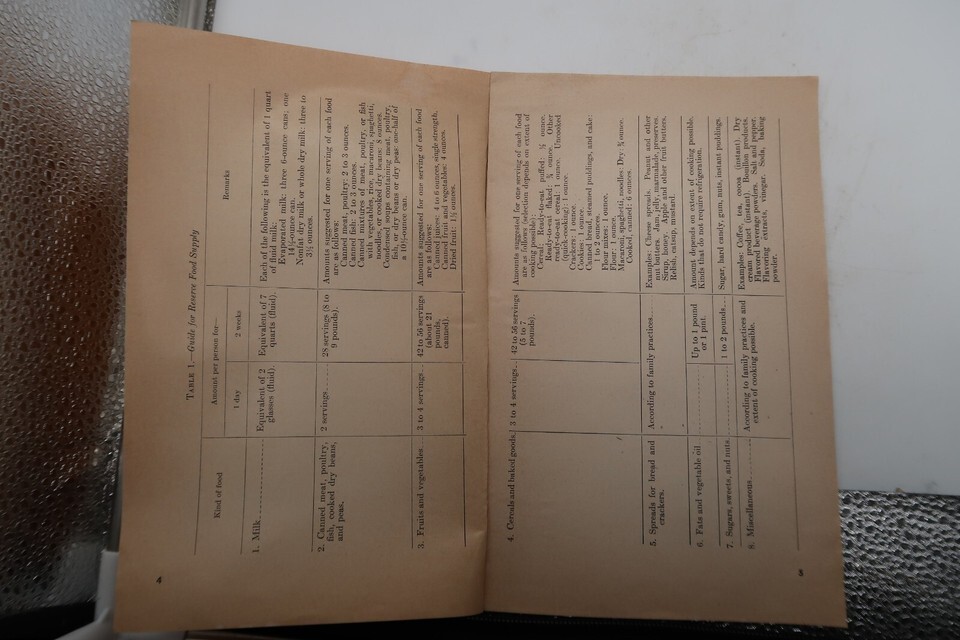 TABLE 1.—Guide for Reserve Food Supply
Kind of food
Amount per person for—
Remarks
1 day
2 weeks
1. Milk
Equivalent of 2 glasses (fluid).
Equivalent of 7 quarts (fluid).
Each of the following is the equivalent of 1 quart
of fluid milk:
Evaporated milk: three 6-ounce cans; one
14½-ounce can.
Nonfat dry milk or whole dry milk: three to
3½ ounces.
2. Canned meat, poultry,
fish, cooked dry beans,
and peas.
2 servings
28 servings (8 to
9 pounds).
Amounts suggested for one serving of each food
are as follows:
Canned meat, poultry: 2 to 3 ounces.
Canned fish: 2 to 3 ounces.
Canned mixtures of meat, poultry, or fish
with vegetables, rice, macaroni, spaghetti,
noodles, or cooked dry beans: 8 ounces.
Condensed soups containing meat, poultry,
fish, or dry beans or dry peas: one-half of
a 10½-ounce can.
3. Fruits and vegetables
3 to 4 servings
42 to 56 servings
(about 21
pounds,
canned).
Amounts suggested for one serving of each food
are as follows:
Canned juices: 4 to 6 ounces, single strength.
Canned fruit and vegetables: 4 ounces.
Dried fruit: 1½ ounces.
4
4. Cereals and baked goods
3 to 4 servings
42 to 56 servings
(5 to 7
pounds).
Amounts suggested for one serving of each food
are as follows (selection depends on extent of
cooking possible):
Cereal: Ready-to-eat puffed: ½ ounce.
Ready-to-eat flaked: ¾ ounce. Other
ready-to-eat cereal: 1 ounce. Uncooked
(quick-cooking): 1 ounce.
Crackers: 1 ounce.
Cookies: 1 ounce.
Canned bread, steamed puddings, and cake:
1 to 2 ounces.
Flour mixes: 1 ounce.
Flour: 1 ounce.
Macaroni, spaghetti, noodles: Dry: ¾ ounce.
Cooked, canned: 6 ounces.
5. Spreads for bread and
crackers.
According to family practices
Examples: Cheese spreads. Peanut and other
nut butters. Jam, jelly, marmalade, preserves.
Sirup, honey. Apple and other fruit butters.
Relish, catsup, mustard.
6. Fats and vegetable oil
Up to 1 pound
or 1 pint.
Amount depends on extent of cooking possible.
Kinds that do not require refrigeration.
7. Sugars, sweets, and nuts
1 to 2 pounds
Sugar, hard candy, gum, nuts, instant puddings.
8. Miscellaneous
According to family practices and
extent of cooking possible.
Examples: Coffee, tea, cocoa (instant). Dry
cream product (instant). Bouillon products.
Flavored beverage powders. Salt and pepper.
Flavoring extracts, vinegar. Soda, baking
powder.
5